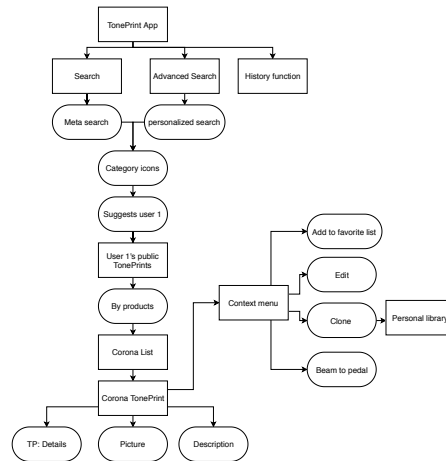 TonePrint App
Search
Advanced Search
History function
Meta search
personalized search
Category icons
Suggests user 1
User 1's public
TonePrints
By products
Corona List
Corona TonePrint
TP: Details
Picture
Description
Context menu
Add to favorite list
Edit
Clone
Personal library
Beam to pedal